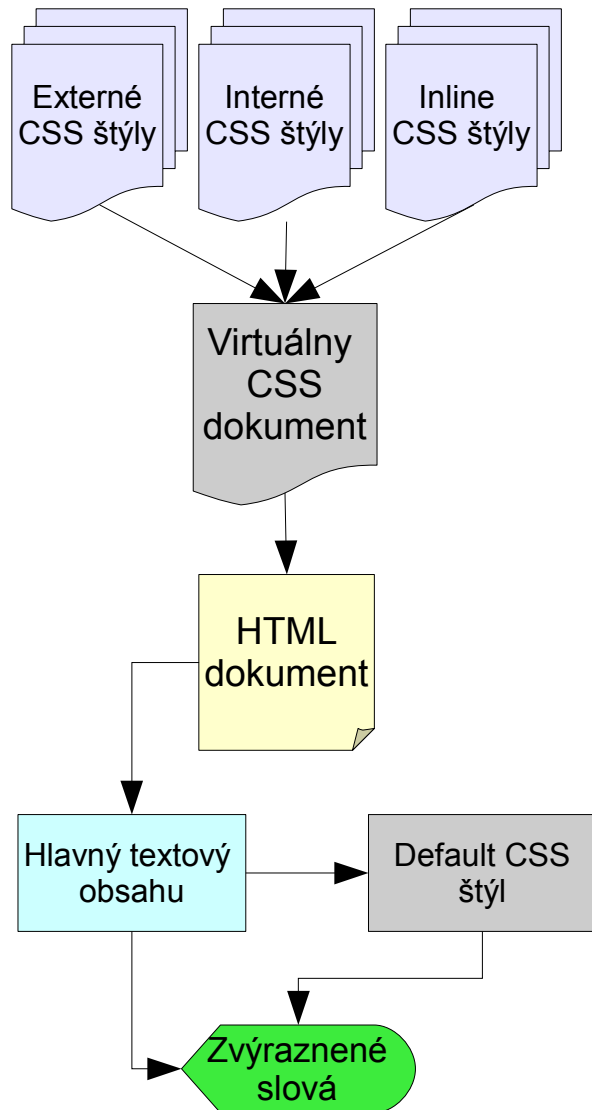 Externé
CSS štýly
Interné
CSS štýly
Inline
CSS štýly
Virtuálny
CSS
dokument
HTML
dokument
Hlavný textový
obsahu
Default CSS
štýl
Zvýraznené
slová